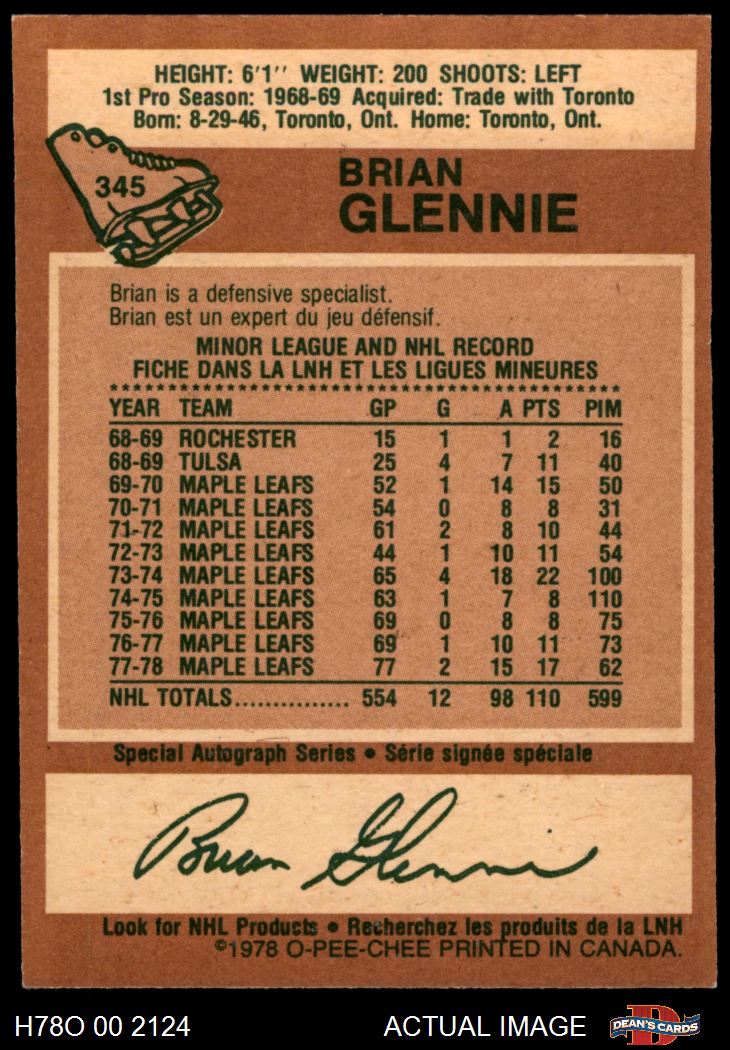 HEIGHT: 6'1'' WEIGHT: 200 SHOOTS: LEFT
1st Pro Season: 1968-69 Acquired: Trade with Toronto
Born: 8-29-46, Toronto, Ont. Home: Toronto, Ont.
345
BRIAN
GLENNIE
Brian is a defensive specialist.
Brian est un expert du jeu défensif.
MINOR LEAGUE AND NHL RECORD
FICHE DANS LA LNH ET LES LIGUES MINEURES
YEAR TEAM GP G A PTS PIM
68-69 ROCHESTER 15 1 1 2 16
68-69 TULSA 25 4 7 11 40
69-70 MAPLE LEAFS 52 1 14 15 50
70-71 MAPLE LEAFS 54 0 8 8 31
71-72 MAPLE LEAFS 61 2 8 10 44
72-73 MAPLE LEAFS 44 1 10 11 54
73-74 MAPLE LEAFS 65 4 18 22 100
74-75 MAPLE LEAFS 63 1 7 8 110
75-76 MAPLE LEAFS 69 0 8 8 75
76-77 MAPLE LEAFS 69 1 10 11 73
77-78 MAPLE LEAFS 77 2 15 17 62
NHL TOTALS................ 554 12 98 110 599
Special Autograph Series • Série signée spéciale
Brian Glennie
Look for NHL Products • Recherchez les produits de la LNH
©1978 O-PEE-CHEE PRINTED IN CANADA.
H78O 00 2124 ACTUAL IMAGE D DEAN'S CARDS